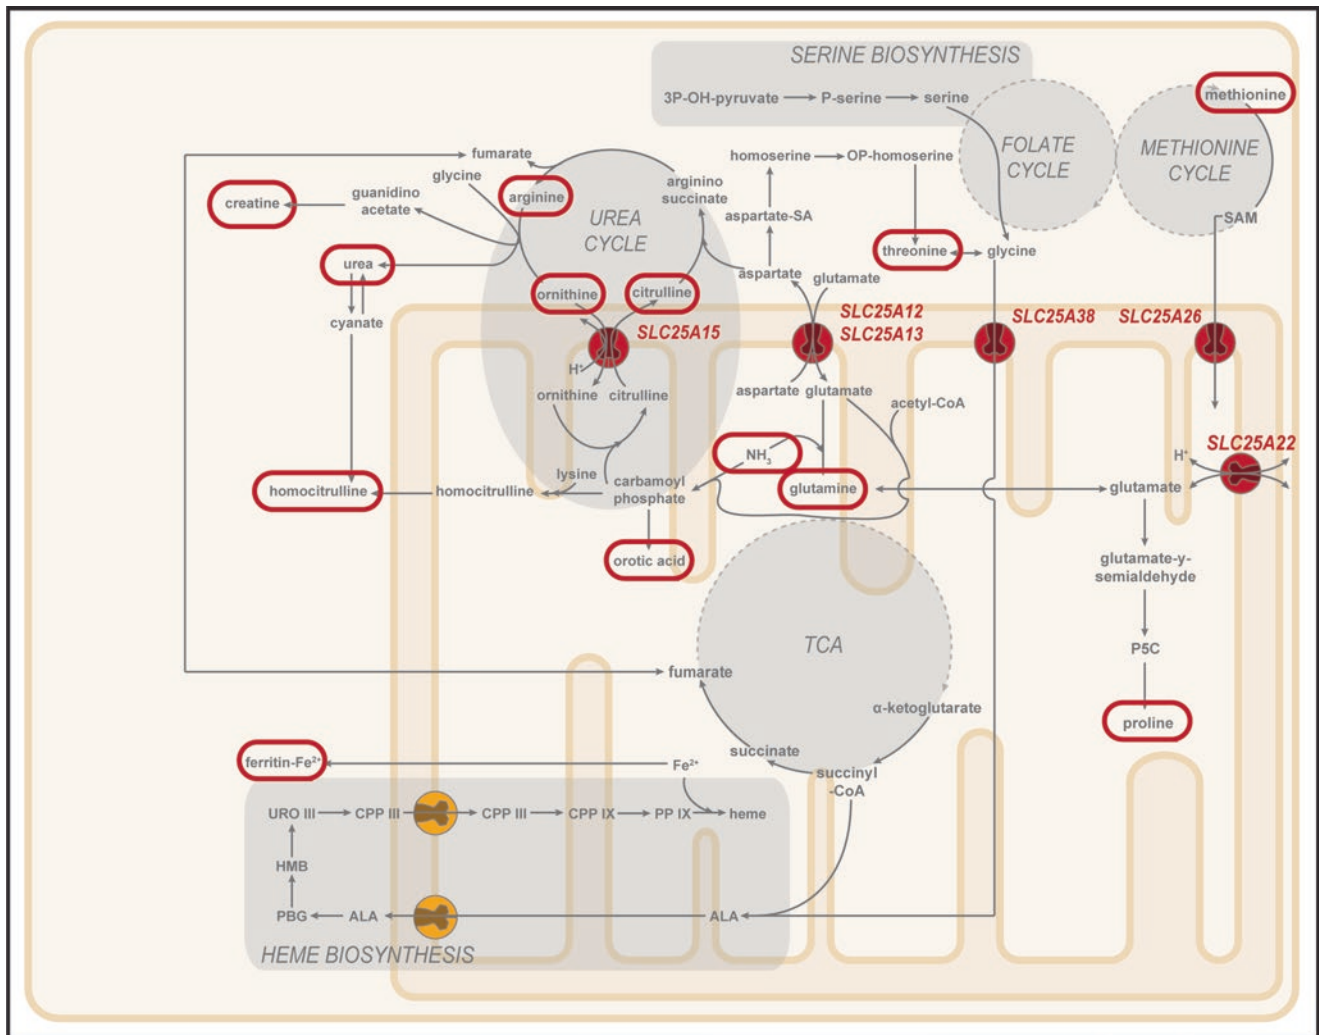 SERINE BIOSYNTHESIS
3P-OH-pyruvate
P-serine
serine
methionine
FOLATE
CYCLE
METHIONINE
CYCLE
SAM
homoserine
OP-homoserine
aspartate-SA
threonine
glycine
aspartate
glutamate
fumarate
glycine
arginine
arginino
succinate
creatine
guanidino
acetate
UREA
CYCLE
urea
ornithine
citrulline
cyanate
SLC25A15
SLC25A12
SLC25A13
SLC25A38
SLC25A26
H⁺
ornithine
citrulline
aspartate
glutamate
acetyl-CoA
NH₃
SLC25A22
H⁺
lysine
homocitrulline
homocitrulline
carbamoyl
phosphate
glutamine
glutamate
orotic acid
glutamate-y-
semialdehyde
TCA
P5C
fumarate
α-ketoglutarate
proline
succinate
succinyl
-CoA
ferritin-Fe²⁺
Fe²⁺
URO III
CPP III
CPP III
CPP IX
PP IX
heme
HMB
PBG
ALA
ALA
HEME BIOSYNTHESIS